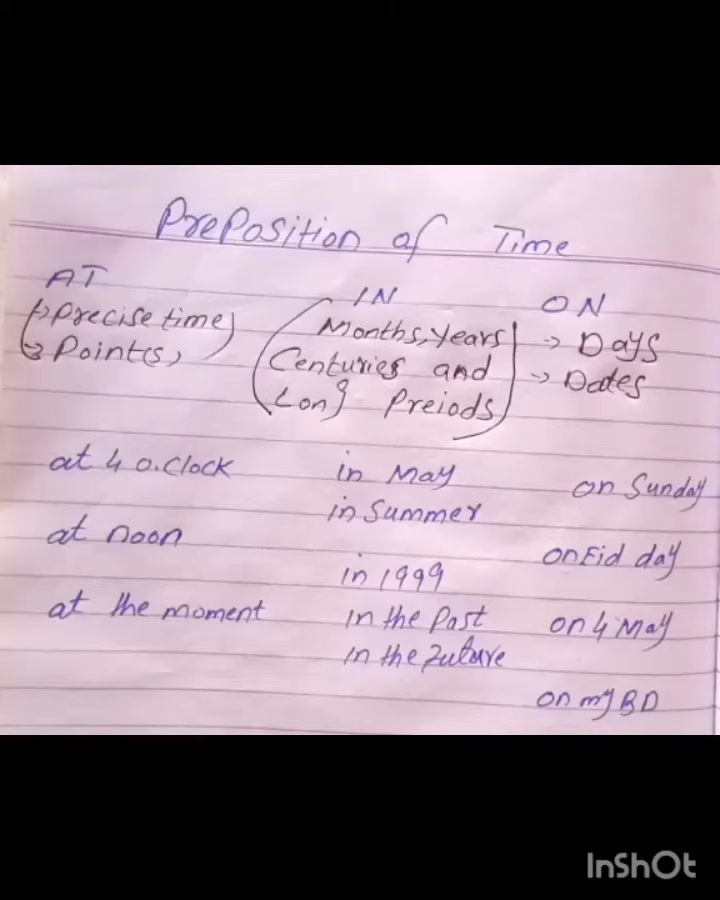 PrePosition of Time
AT
→ Precise time
→ Point(s)
IN
Months, Years
Centuries and
Long Preiods
ON
→ Days
→ Dates
at 4 o.clock
at noon
at the moment
in May
in Summer
in 1999
in the Past
in the Future
on Sunday
on Eid day
on 4 May
on my BD
InShOt